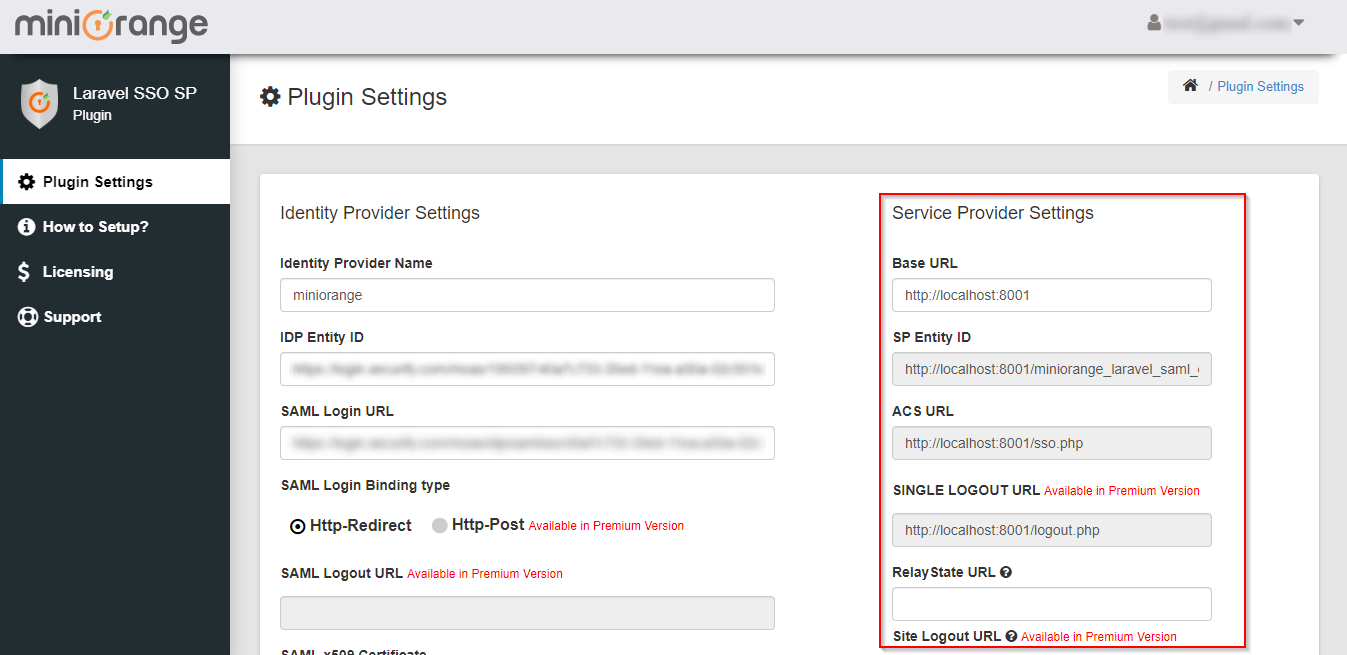 miniOrange
Laravel SSO SP
Plugin
Plugin Settings
How to Setup?
Licensing
Support
Plugin Settings
/ Plugin Settings
Identity Provider Settings
Identity Provider Name
miniorange
IDP Entity ID
SAML Login URL
SAML Login Binding type
Http-Redirect Http-Post Available in Premium Version
SAML Logout URL Available in Premium Version
SAML x509 Certificate
Service Provider Settings
Base URL
http://localhost:8001
SP Entity ID
http://localhost:8001/miniorange_laravel_saml_
ACS URL
http://localhost:8001/sso.php
SINGLE LOGOUT URL Available in Premium Version
http://localhost:8001/logout.php
RelayState URL
Site Logout URL Available in Premium Version